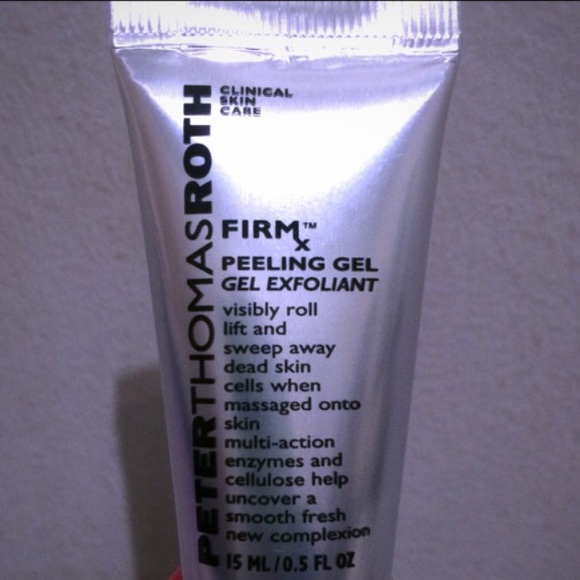 PETERTHOMASROTH
CLINICAL
SKIN
CARE
FIRMx™
PEELING GEL
GEL EXFOLIANT
visibly roll
lift and
sweep away
dead skin
cells when
massaged onto
skin
multi-action
enzymes and
cellulose help
uncover a
smooth fresh
new complexion
15 ML/0.5 FL OZ